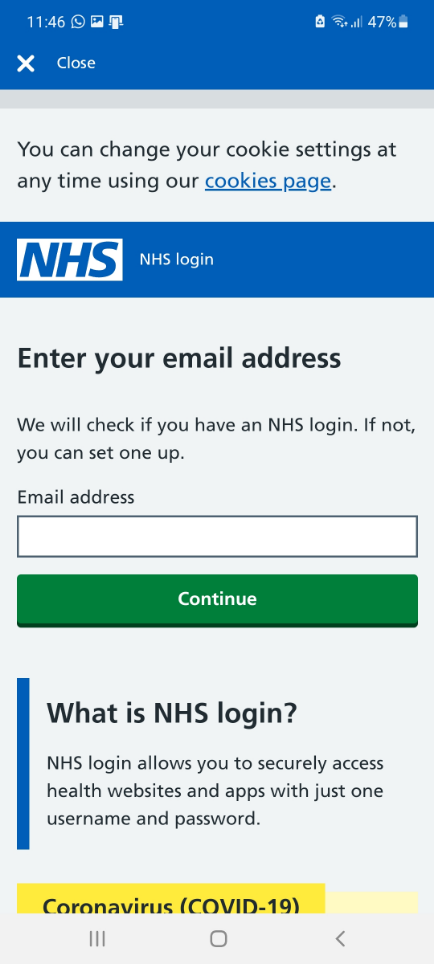 11:46 47%
Close
You can change your cookie settings at
any time using our cookies page.
NHS NHS login
Enter your email address
We will check if you have an NHS login. If not,
you can set one up.
Email address
Continue
What is NHS login?
NHS login allows you to securely access
health websites and apps with just one
username and password.
Coronavirus (COVID-19)